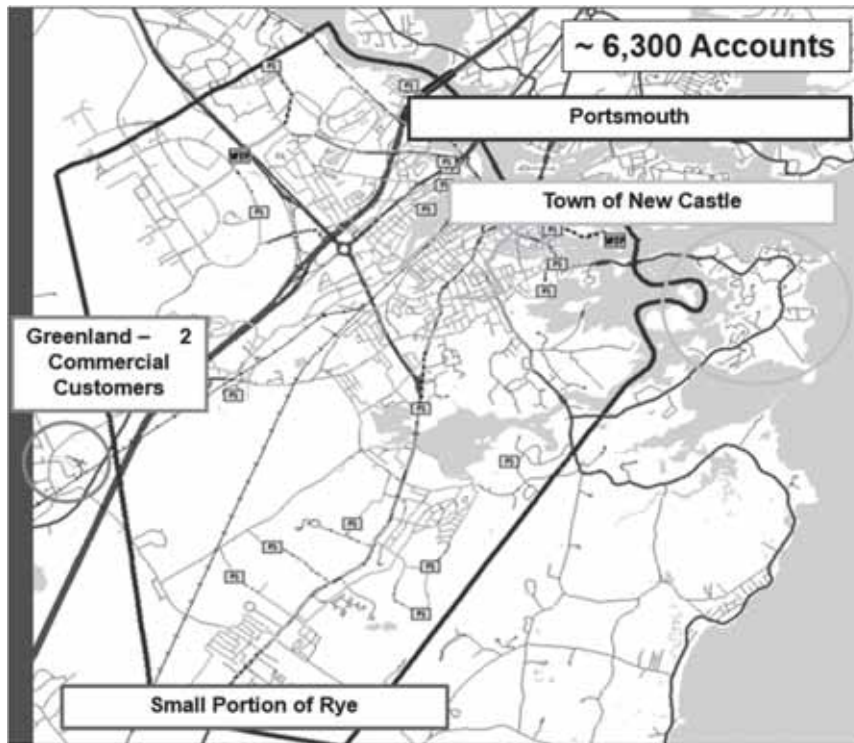 ~ 6,300 Accounts
Portsmouth
Town of New Castle
Greenland – 2
Commercial
Customers
Small Portion of Rye